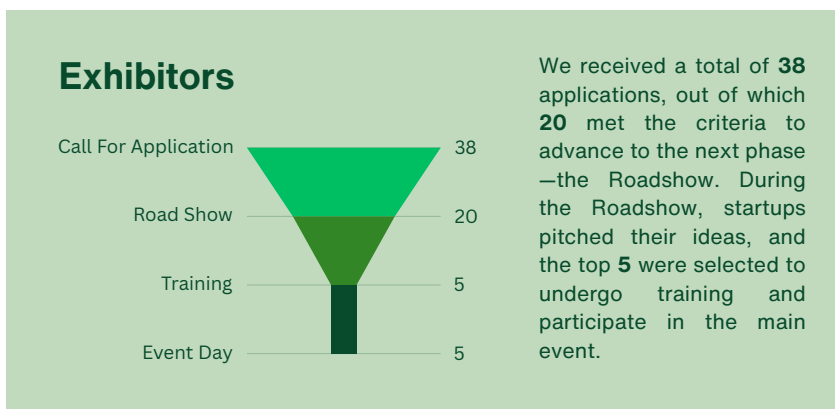 Exhibitors
Call For Application 38
Road Show 20
Training 5
Event Day 5
We received a total of 38
applications, out of which
20 met the criteria to
advance to the next phase
—the Roadshow. During
the Roadshow, startups
pitched their ideas, and
the top 5 were selected to
undergo training and
participate in the main
event.